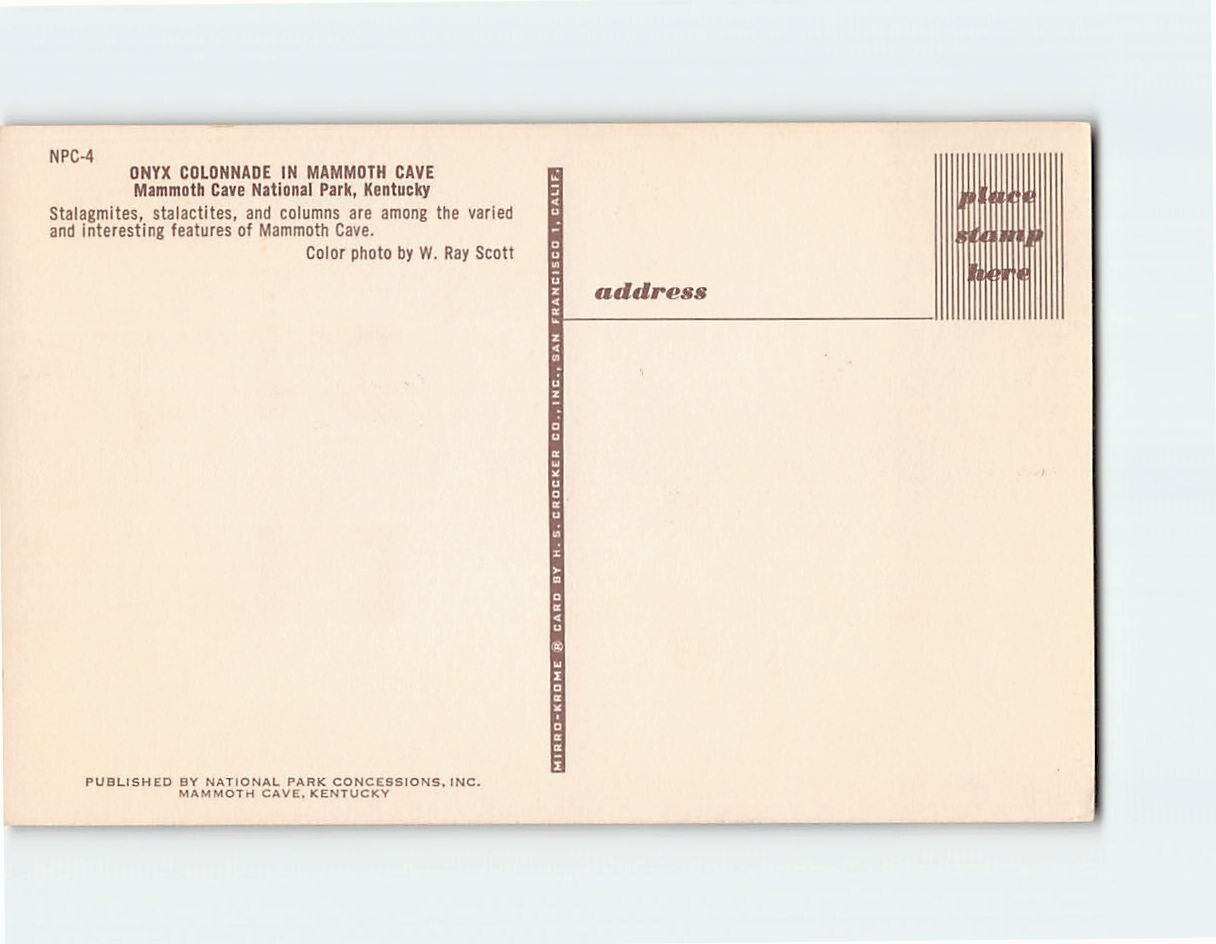 NPC-4
ONYX COLONNADE IN MAMMOTH CAVE
Mammoth Cave National Park, Kentucky
Stalagmites, stalactites, and columns are among the varied
and interesting features of Mammoth Cave.
Color photo by W. Ray Scott
PUBLISHED BY NATIONAL PARK CONCESSIONS, INC.
MAMMOTH CAVE, KENTUCKY
MIRRO-KROME ® CARD BY H. S. CROCKER CO., INC., SAN FRANCISCO 1, CALIF.
address
place
stamp
here